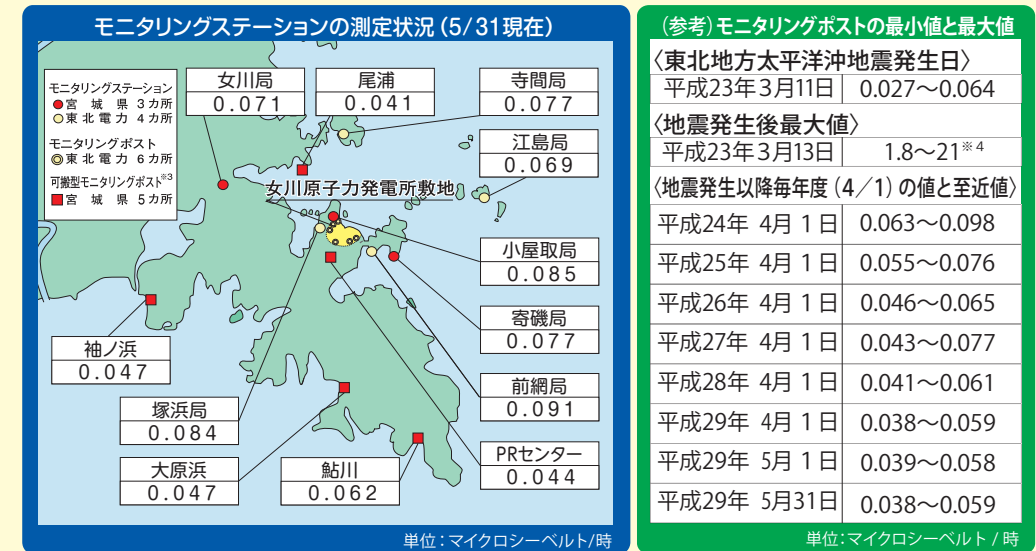 モニタリングステーションの測定状況（5/31現在）
モニタリングステーション
●宮城県 3カ所
○東北電力 4カ所
モニタリングポスト
◎東北電力 6カ所
可搬型モニタリングポスト※3
■宮城県 5カ所
女川局
0.071
尾浦
0.041
寺間局
0.077
江島局
0.069
女川原子力発電所敷地
小屋取局
0.085
寄磯局
0.077
袖ノ浜
0.047
前網局
0.091
塚浜局
0.084
PRセンター
0.044
大原浜
0.047
鮎川
0.062
単位：マイクロシーベルト/時
（参考）モニタリングポストの最小値と最大値
〈東北地方太平洋沖地震発生日〉
平成23年3月11日 0.027〜0.064
〈地震発生後最大値〉
平成23年3月13日 1.8〜21※4
〈地震発生以降毎年度（4／1）の値と至近値〉
平成24年 4月 1日 0.063〜0.098
平成25年 4月 1日 0.055〜0.076
平成26年 4月 1日 0.046〜0.065
平成27年 4月 1日 0.043〜0.077
平成28年 4月 1日 0.041〜0.061
平成29年 4月 1日 0.038〜0.059
平成29年 5月 1日 0.039〜0.058
平成29年 5月31日 0.038〜0.059
単位：マイクロシーベルト / 時